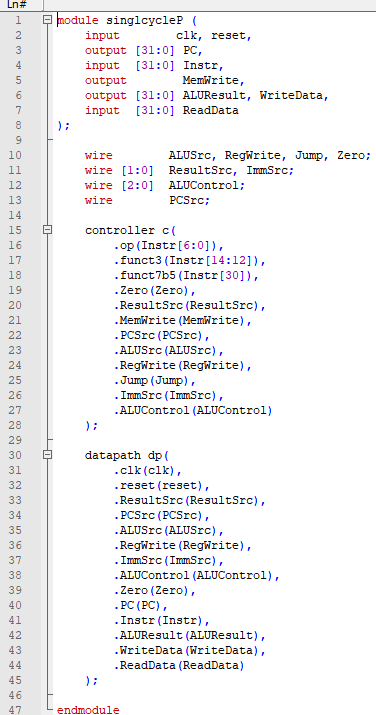 Ln#
1 module singlcycleP (
2 input clk, reset,
3 output [31:0] PC,
4 input [31:0] Instr,
5 output MemWrite,
6 output [31:0] ALUResult, WriteData,
7 input [31:0] ReadData
8 );
9
10 wire ALUSrc, RegWrite, Jump, Zero;
11 wire [1:0] ResultSrc, ImmSrc;
12 wire [2:0] ALUControl;
13 wire PCSrc;
14
15 controller c(
16 .op(Instr[6:0]),
17 .funct3(Instr[14:12]),
18 .funct7b5(Instr[30]),
19 .Zero(Zero),
20 .ResultSrc(ResultSrc),
21 .MemWrite(MemWrite),
22 .PCSrc(PCSrc),
23 .ALUSrc(ALUSrc),
24 .RegWrite(RegWrite),
25 .Jump(Jump),
26 .ImmSrc(ImmSrc),
27 .ALUControl(ALUControl)
28 );
29
30 datapath dp(
31 .clk(clk),
32 .reset(reset),
33 .ResultSrc(ResultSrc),
34 .PCSrc(PCSrc),
35 .ALUSrc(ALUSrc),
36 .RegWrite(RegWrite),
37 .ImmSrc(ImmSrc),
38 .ALUControl(ALUControl),
39 .Zero(Zero),
40 .PC(PC),
41 .Instr(Instr),
42 .ALUResult(ALUResult),
43 .WriteData(WriteData),
44 .ReadData(ReadData)
45 );
46
47 endmodule